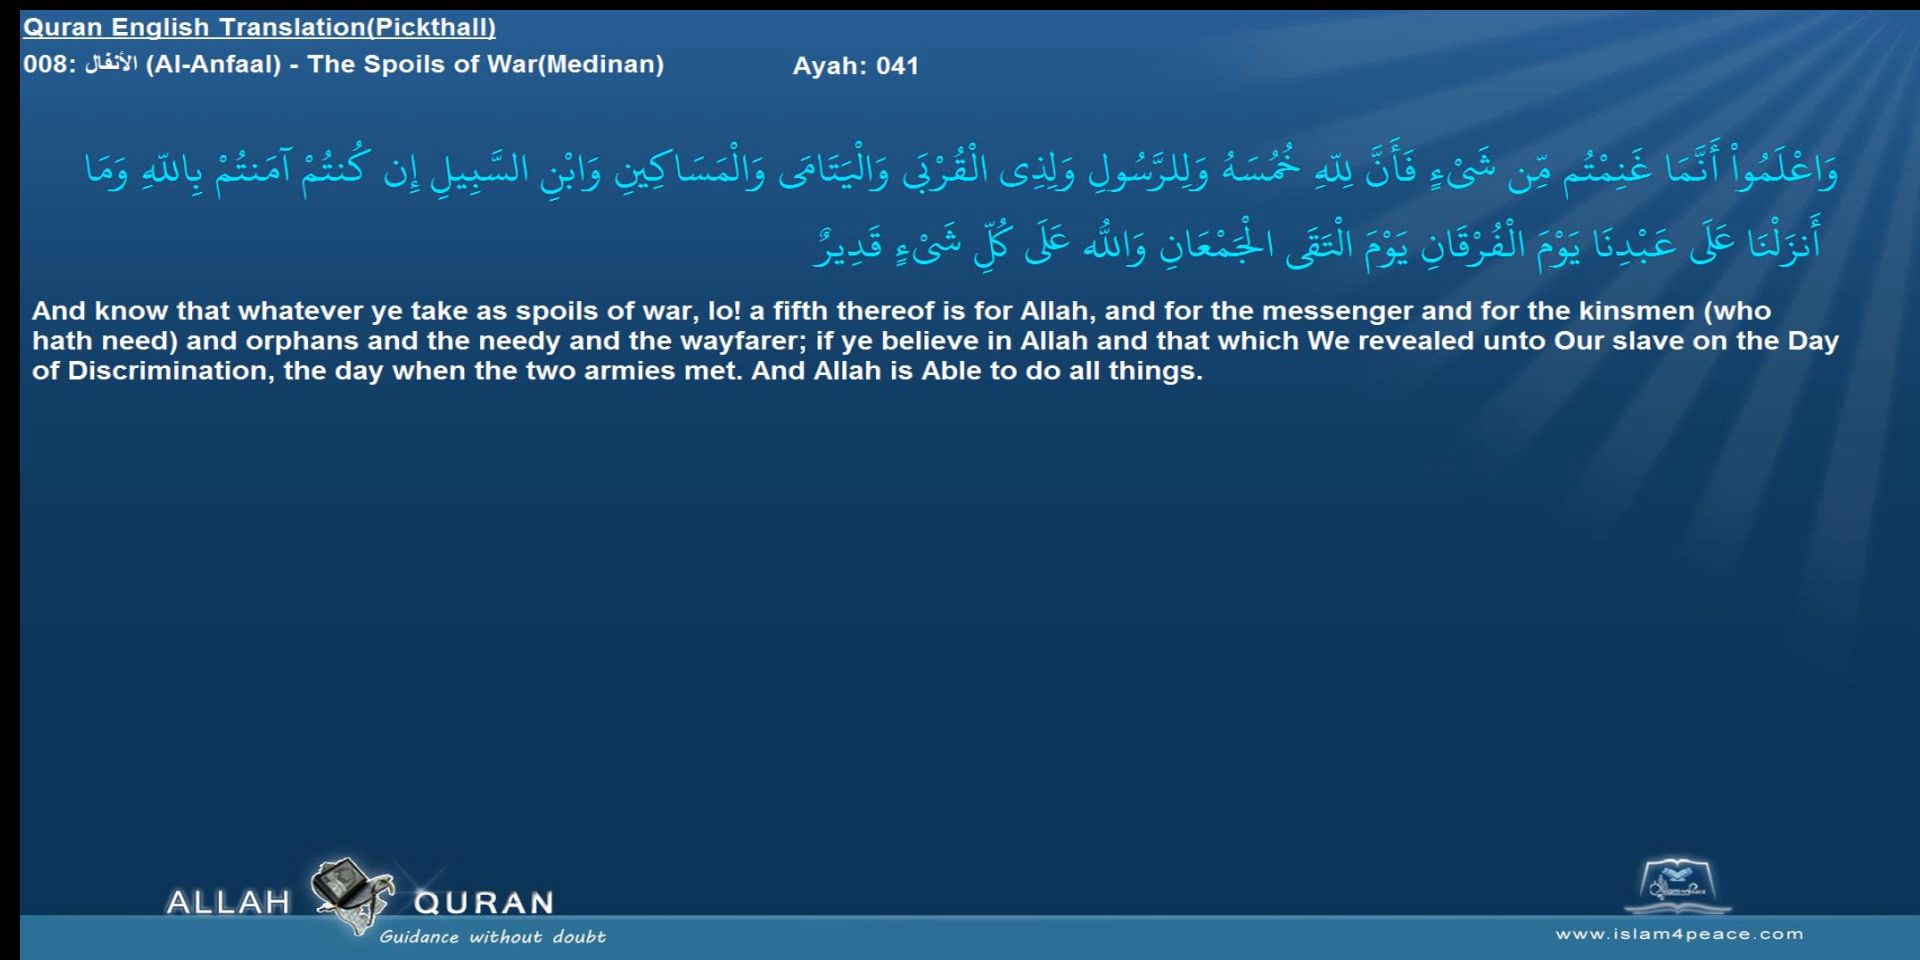 Quran English Translation(Pickthall)
008: الأنفال (Al-Anfaal) - The Spoils of War(Medinan) Ayah: 041
وَاعْلَمُواْ أَنَّمَا غَنِمْتُم مِّن شَىْءٍ فَأَنَّ لِلّهِ خُمُسَهُ وَلِلرَّسُولِ وَلِذِى الْقُرْبَى وَالْيَتَامَى وَالْمَسَاكِينِ وَابْنِ السَّبِيلِ إِن كُنتُمْ آمَنتُمْ بِاللّهِ وَمَا
أَنزَلْنَا عَلَى عَبْدِنَا يَوْمَ الْفُرْقَانِ يَوْمَ الْتَقَى الْجَمْعَانِ وَاللّهُ عَلَى كُلِّ شَىْءٍ قَدِيرٌ
And know that whatever ye take as spoils of war, lo! a fifth thereof is for Allah, and for the messenger and for the kinsmen (who
hath need) and orphans and the needy and the wayfarer; if ye believe in Allah and that which We revealed unto Our slave on the Day
of Discrimination, the day when the two armies met. And Allah is Able to do all things.
ALLAH QURAN
Guidance without doubt
www.islam4peace.com